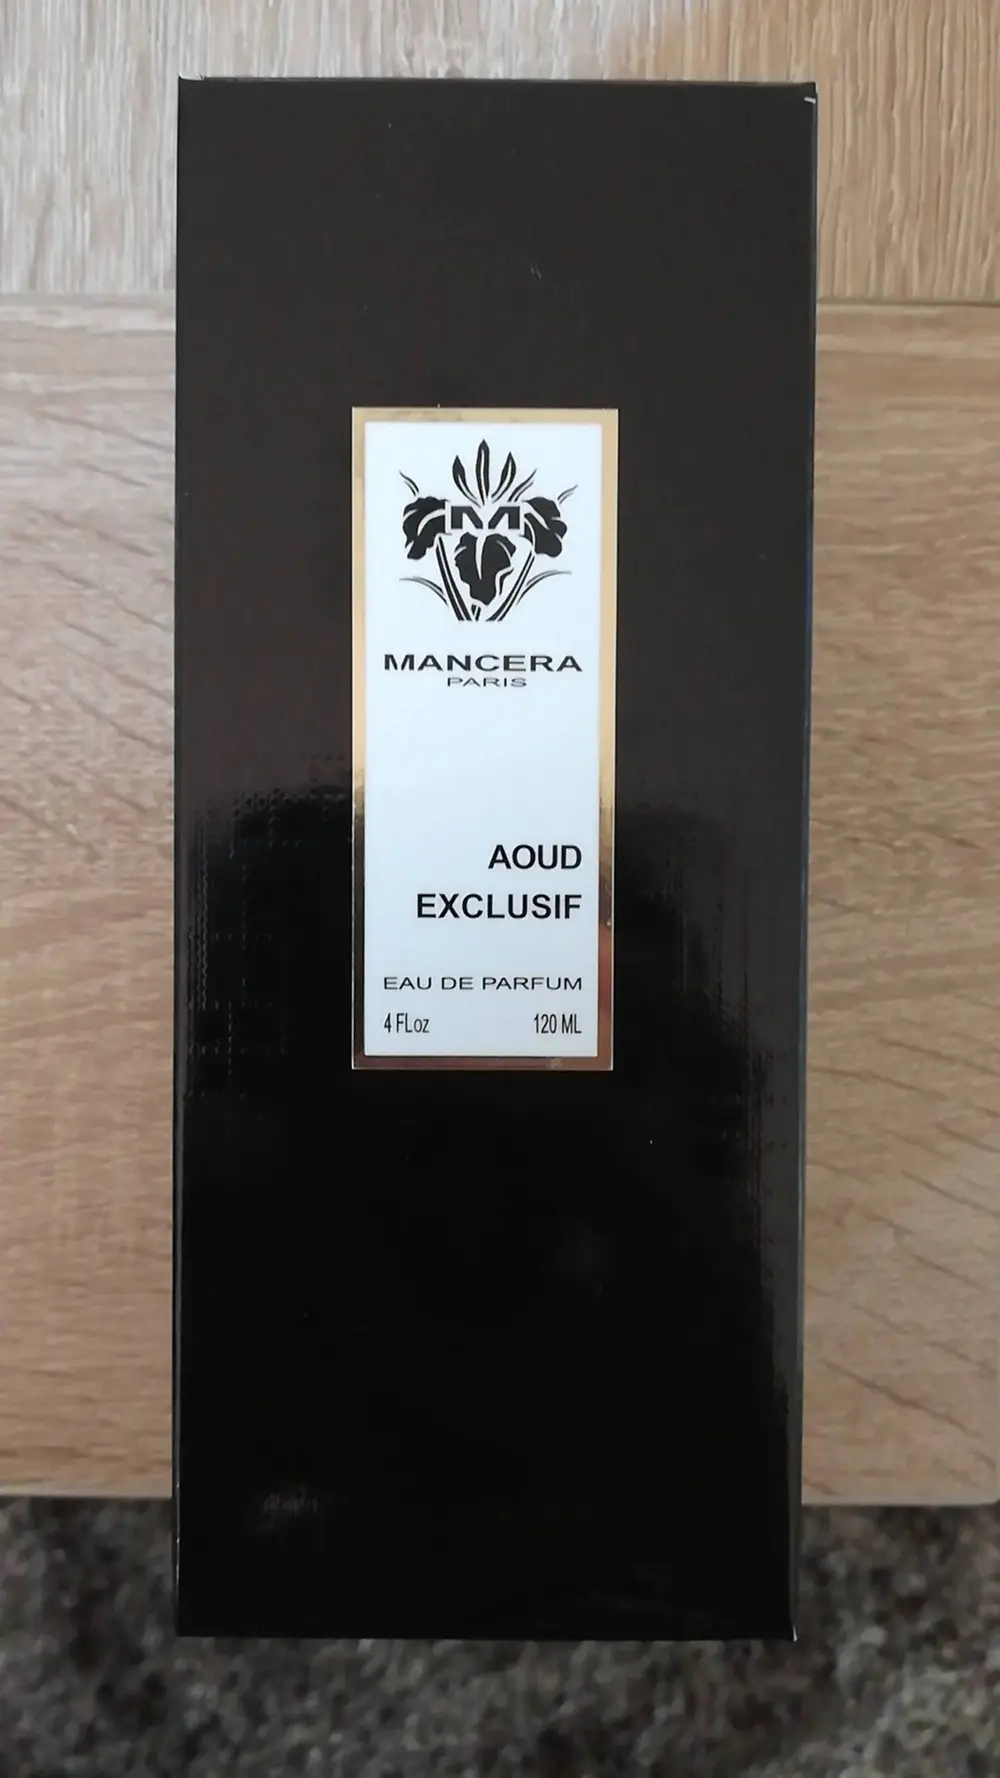 M
MANCERA
PARIS
AOUD
EXCLUSIF
EAU DE PARFUM
4 FLoz 120 ML